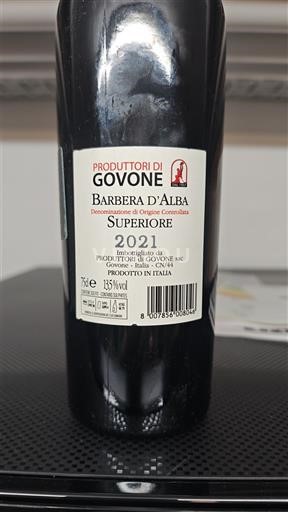 PRODUTTORI DI
GOVONE
BARBERA D'ALBA
Denominazione di Origine Controllata
SUPERIORE
2021
Imbottigliato da
PRODUTTORI di GOVONE
Govone - Italia - CN/44
PRODOTTO IN ITALIA
75cl e 13,5%vol
8 007856 008046